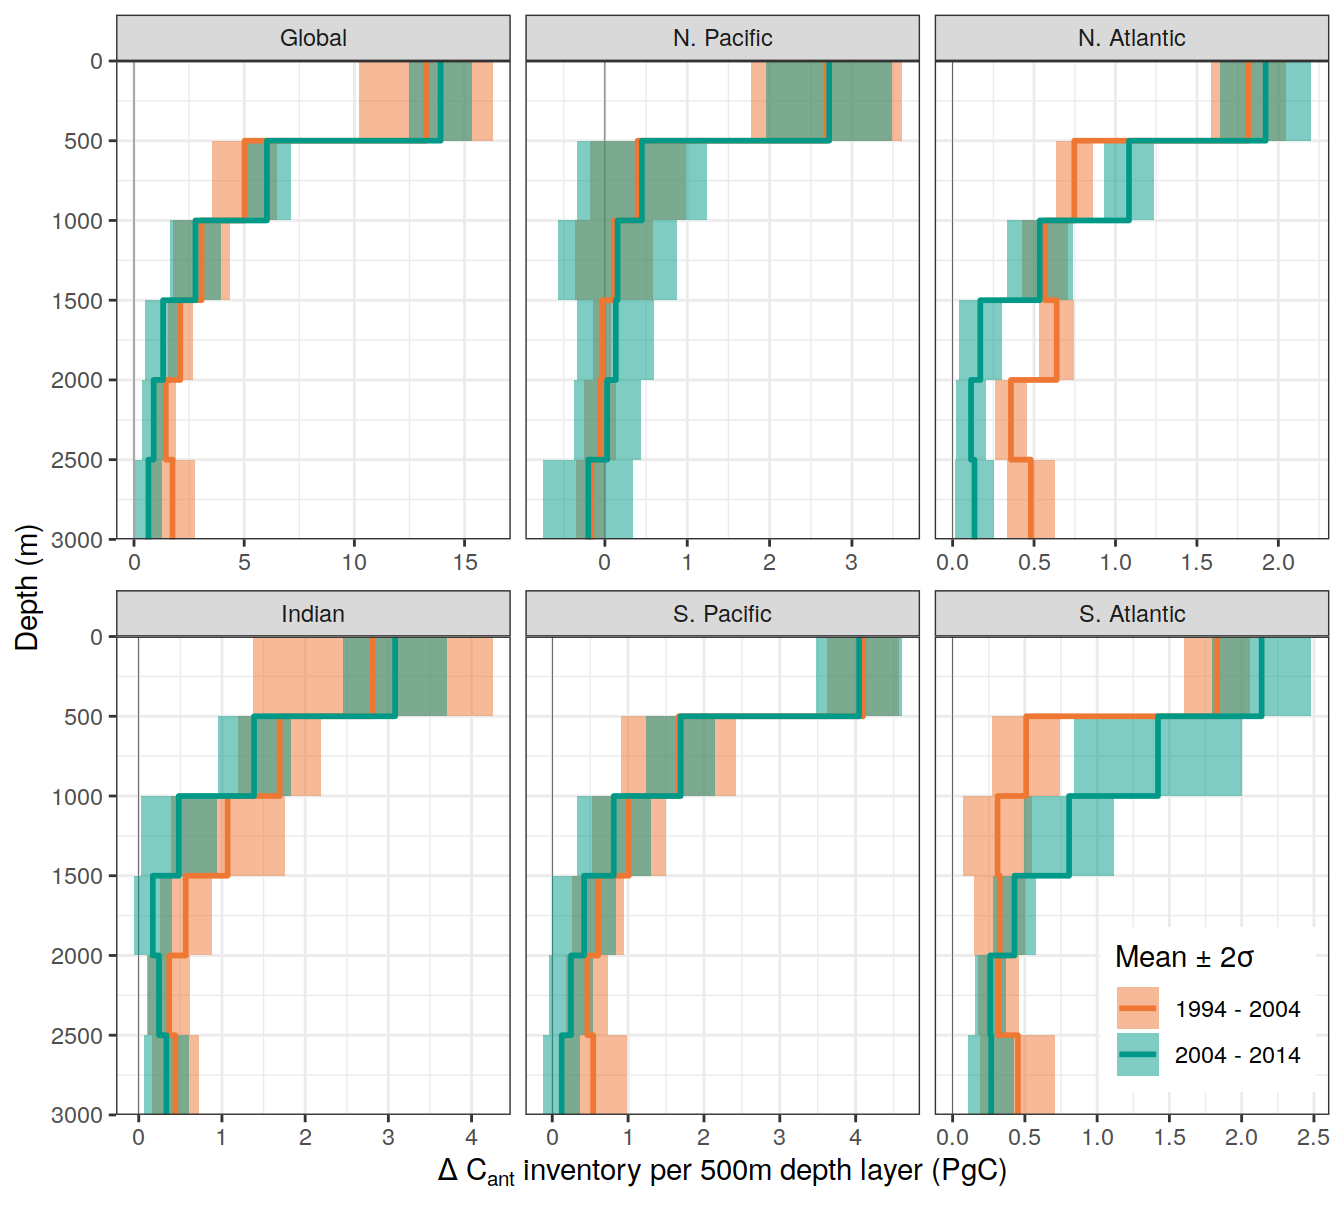 Global
N. Pacific
N. Atlantic
0
500
1000
1500
2000
2500
3000
0 5 10 15
0 1 2 3
0.0 0.5 1.0 1.5 2.0
Depth (m)
Indian
S. Pacific
S. Atlantic
0
500
1000
1500
2000
2500
3000
Mean ± 2σ
1994 - 2004
2004 - 2014
0 1 2 3 4
0 1 2 3 4
0.0 0.5 1.0 1.5 2.0 2.5
Δ Cant inventory per 500m depth layer (PgC)